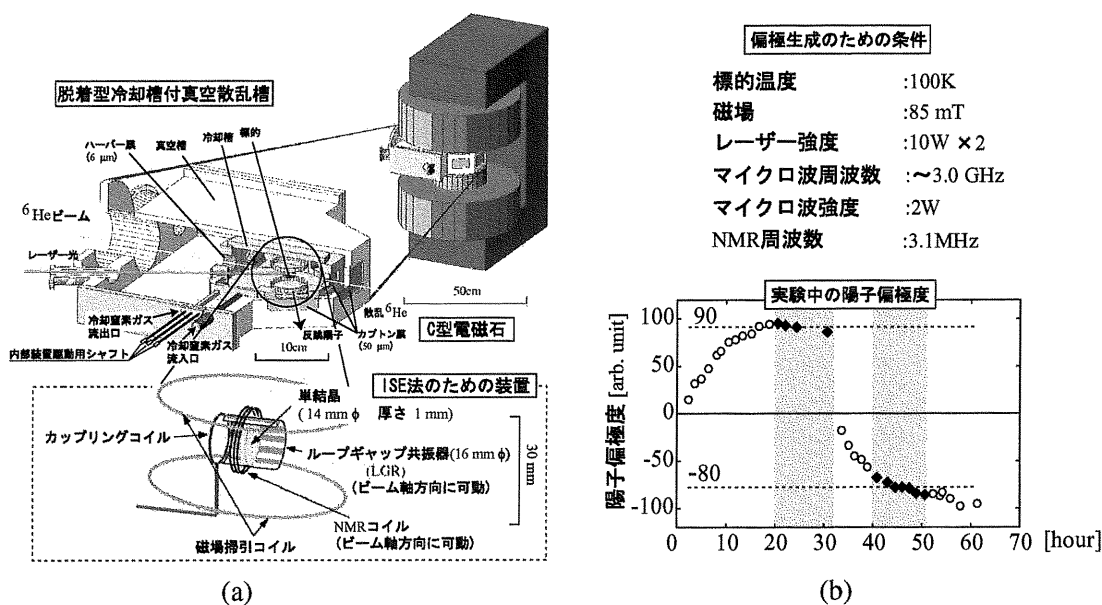 脱着型冷却槽付真空散乱槽
ハーバー膜
(6 μm)
真空槽
冷却槽
標的
⁶Heビーム
レーザー光
冷却窒素ガス
流出口
内部装置駆動用シャフト
冷却窒素ガス
流入口
10cm
反跳陽子
散乱⁶He
カプトン膜
(50 μm)
50cm
C型電磁石
ISE法のための装置
単結晶
(14 mm φ 厚さ 1 mm)
カップリングコイル
ループギャップ共振器(16 mm φ)
(LGR)
(ビーム軸方向に可動)
30 mm
NMRコイル
(ビーム軸方向に可動)
磁場掃引コイル
(a)
偏極生成のための条件
標的温度 :100K
磁場 :85 mT
レーザー強度 :10W ×2
マイクロ波周波数 :~3.0 GHz
マイクロ波強度 :2W
NMR周波数 :3.1MHz
実験中の陽子偏極度
陽子偏極度 [arb. unit]
100
50
0
-50
-100
90
-80
0 10 20 30 40 50 60 70 [hour]
(b)